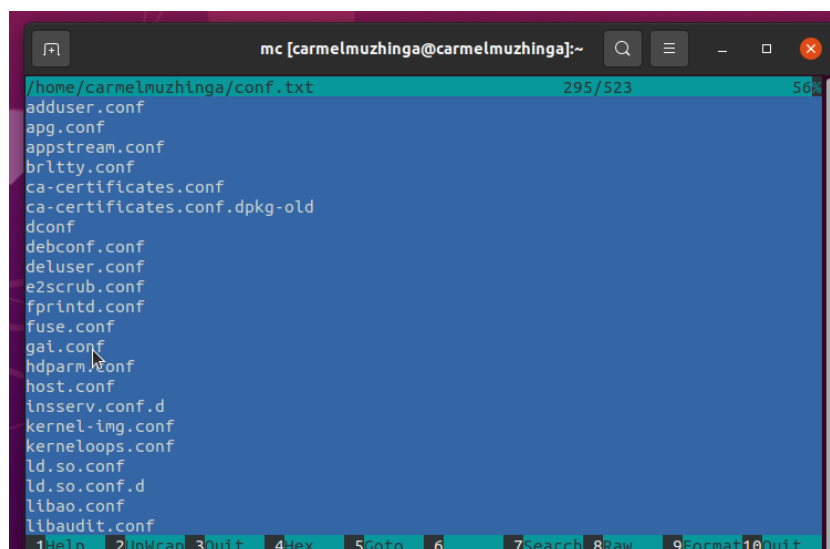 mc [carmelmuzhinga@carmelmuzhinga]:~
/home/carmelmuzhinga/conf.txt 295/523 56%
adduser.conf
apg.conf
appstream.conf
brltty.conf
ca-certificates.conf
ca-certificates.conf.dpkg-old
dconf
debconf.conf
deluser.conf
e2scrub.conf
fprintd.conf
fuse.conf
gai.conf
hdparm.conf
host.conf
insserv.conf.d
kernel-img.conf
kerneloops.conf
ld.so.conf
ld.so.conf.d
libao.conf
libaudit.conf
1Help 2UnWrap 3Quit 4Hex 5Goto 6 7Search 8Raw 9Format 10Quit